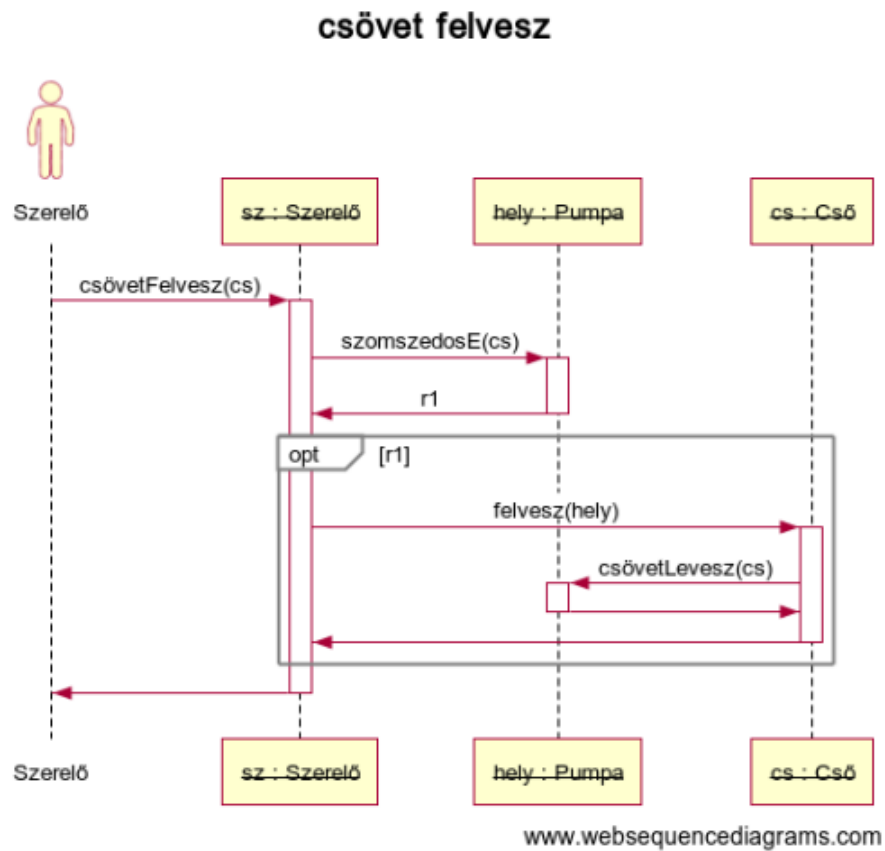 csövet felvesz
Szerelő
sz : Szerelő
hely : Pumpa
cs : Cső
csövetFelvesz(cs)
szomszedosE(cs)
r1
opt [r1]
felvesz(hely)
csövetLevesz(cs)
Szerelő
sz : Szerelő
hely : Pumpa
cs : Cső
www.websequencediagrams.com